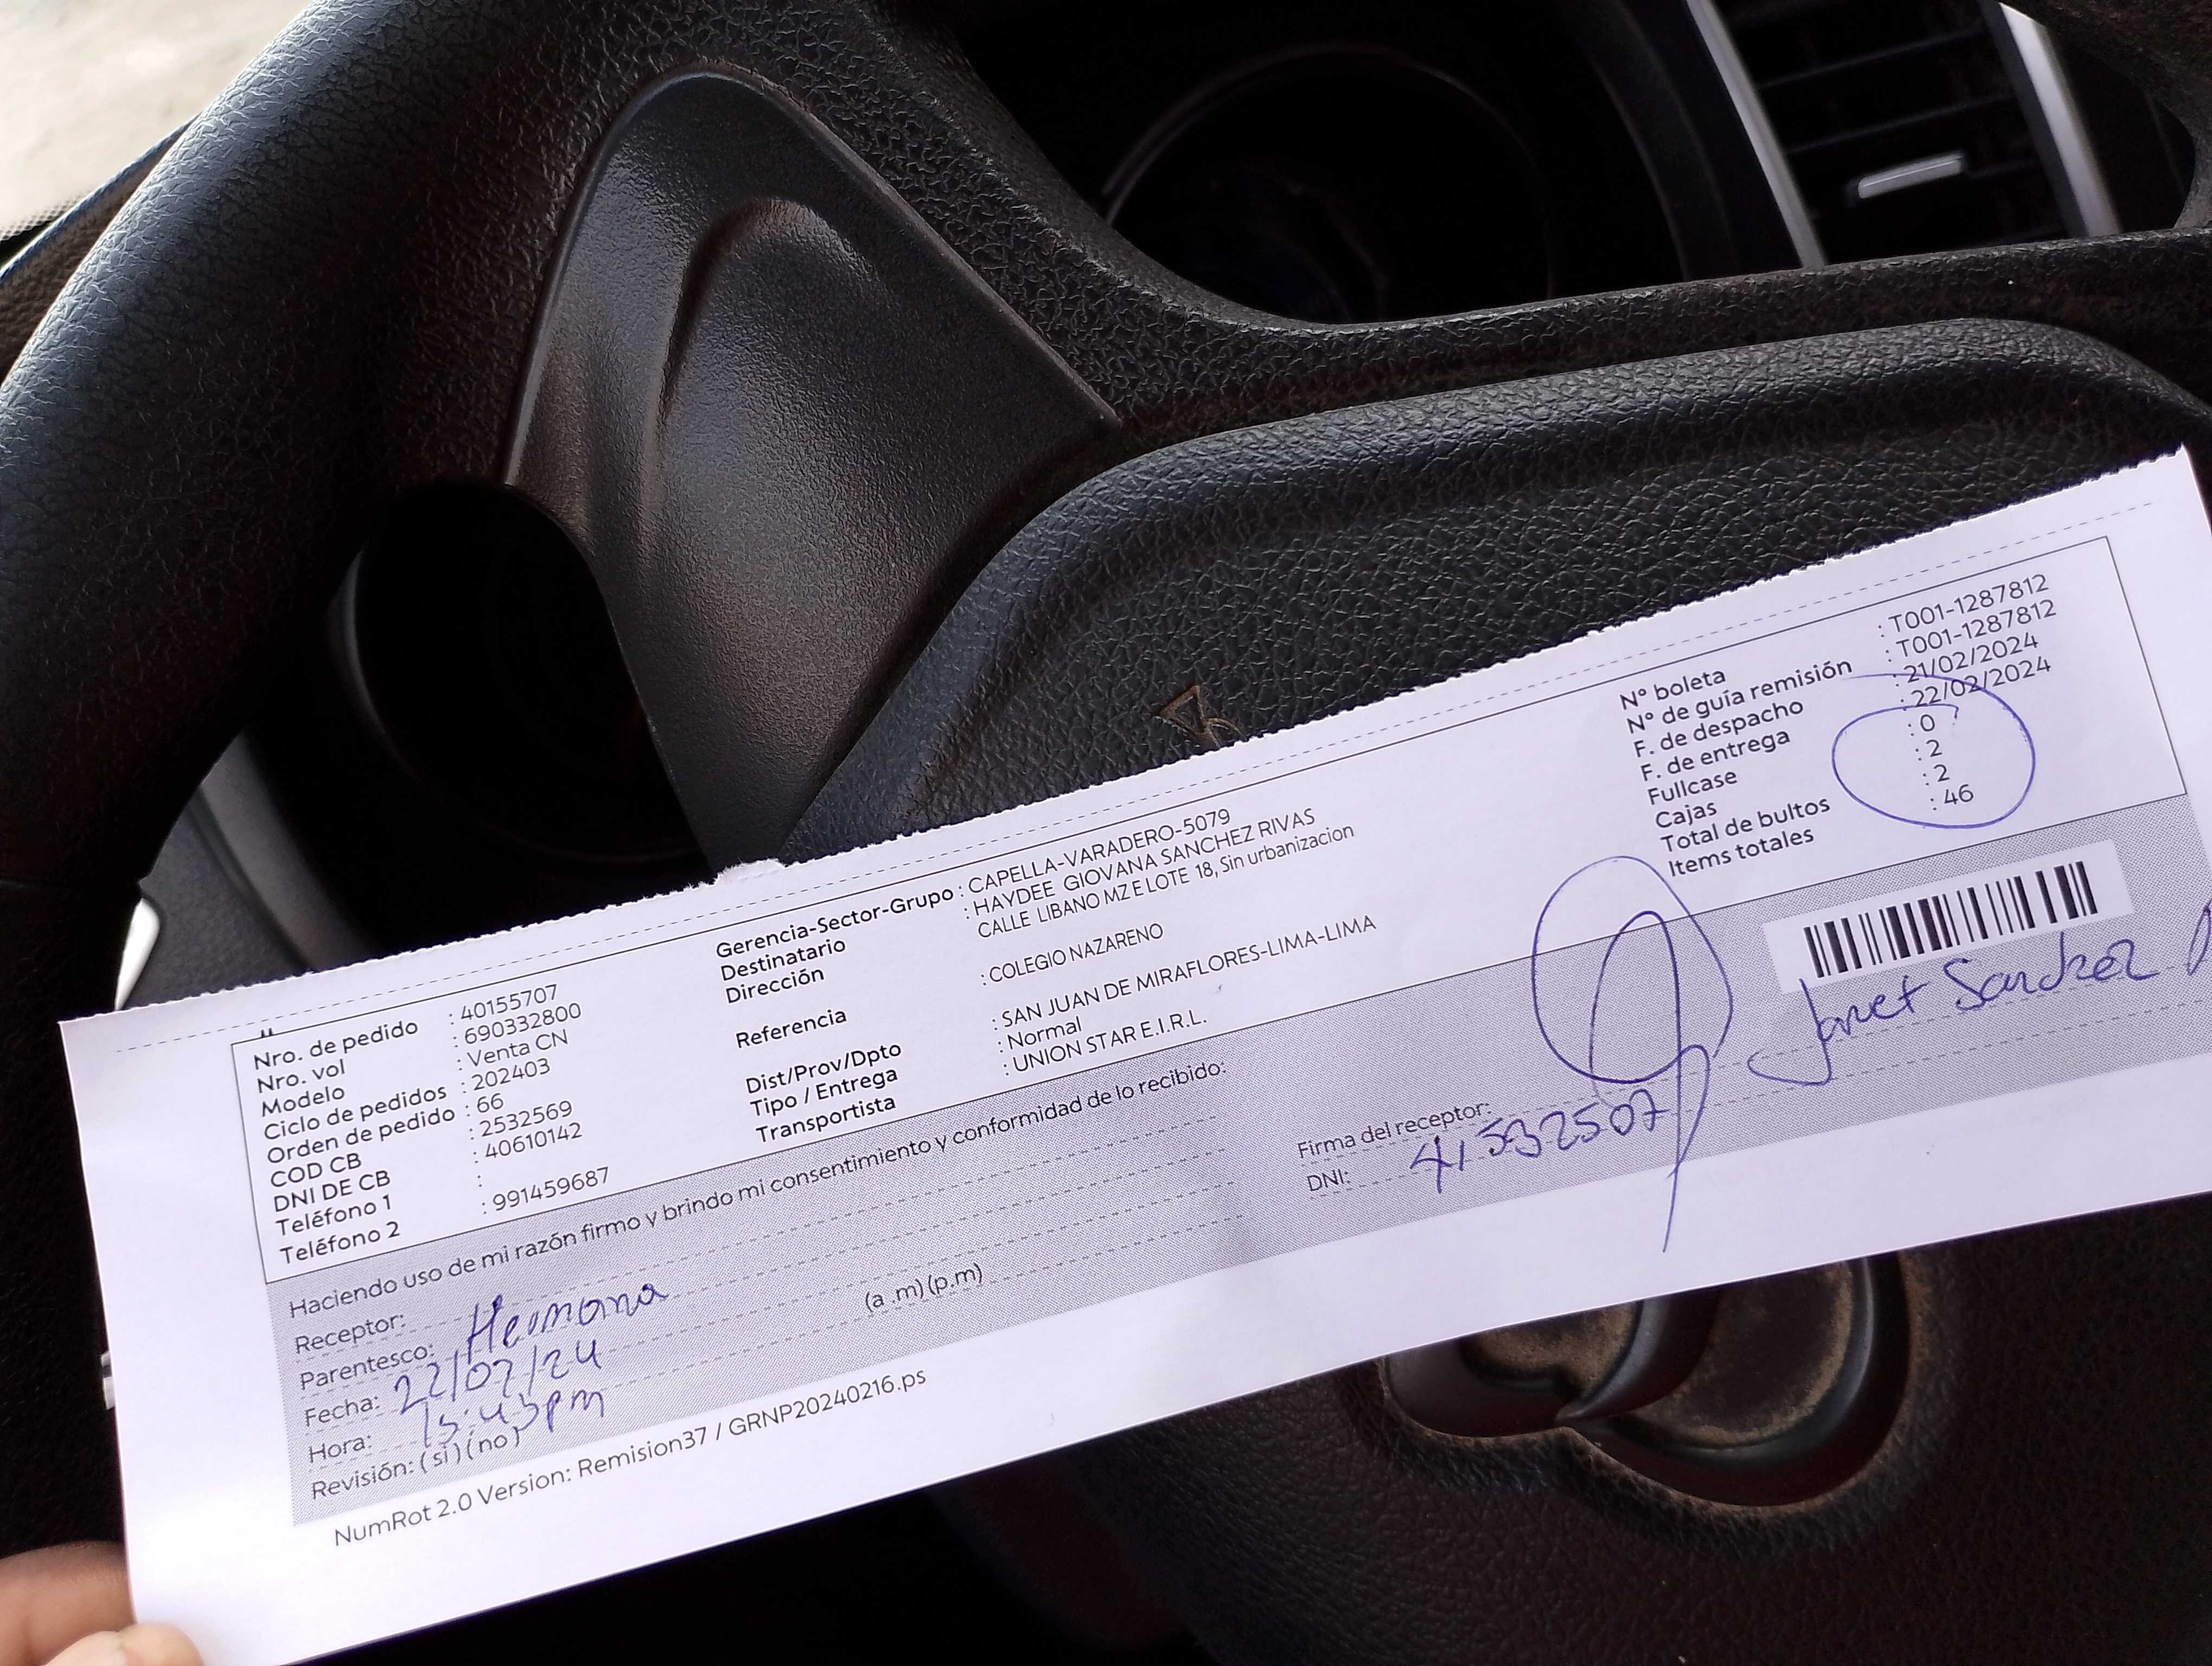 Nro. de pedido : 40155707
Nro. vol : 690332800
Modelo : Venta CN
Ciclo de pedidos : 202403
Orden de pedido : 66
COD CB : 2532569
DNI DE CB : 40610142
Teléfono 1 :
Teléfono 2 : 991459687
Gerencia-Sector-Grupo : CAPELLA-VARADERO-5079
Destinatario : HAYDEE GIOVANA SANCHEZ RIVAS
Dirección CALLE LIBANO MZ E LOTE 18, Sin urbanizacion
Referencia : COLEGIO NAZARENO
Dist/Prov/Dpto : SAN JUAN DE MIRAFLORES-LIMA-LIMA
Tipo / Entrega : Normal
Transportista : UNION STAR E.I.R.L.
N° boleta : T001-1287812
N° de guía remisión : T001-1287812
F. de despacho : 21/02/2024
F. de entrega : 22/02/2024
Fullcase : 0
Cajas : 2
Total de bultos : 2
Items totales : 46
Haciendo uso de mi razón firmo y brindo mi consentimiento y conformidad de lo recibido:
Receptor:
Parentesco: Hermana
Fecha: 22/02/24
Hora: :43pm (a .m) (p.m)
Revisión: ( si ) ( no )
Firma del receptor:
DNI: 41532507
Janet Sanchez
NumRot 2.0 Version: Remision37 / GRNP20240216.ps